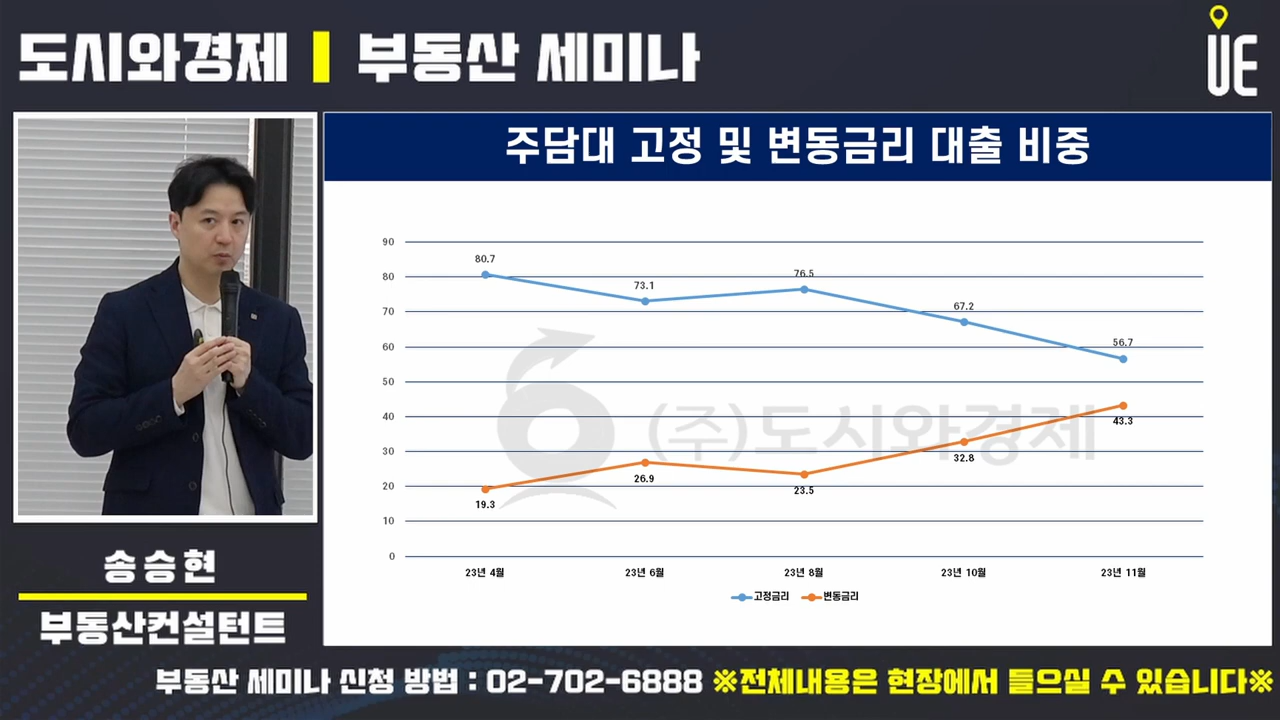 도시와경제 | 부동산 세미나
UE
주담대 고정 및 변동금리 대출 비중
90
80
70
60
50
40
30
20
10
0
80.7
73.1
76.5
67.2
56.7
19.3
26.9
23.5
32.8
43.3
(주)도시와경제
23년 4월
23년 6월
23년 8월
23년 10월
23년 11월
고정금리 변동금리
송승현
부동산컨설턴트
부동산 세미나 신청 방법 : 02-702-6888 ※전체내용은 현장에서 들으실 수 있습니다※